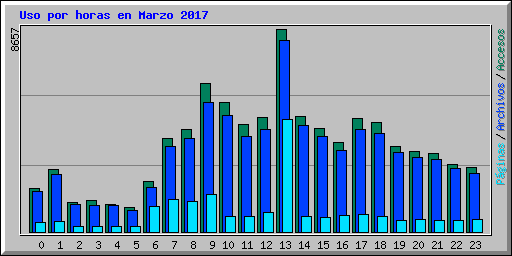 Uso por horas en Marzo 2017
8657
Páginas / Archivos / Accesos
0 1 2 3 4 5 6 7 8 9 10 11 12 13 14 15 16 17 18 19 20 21 22 23